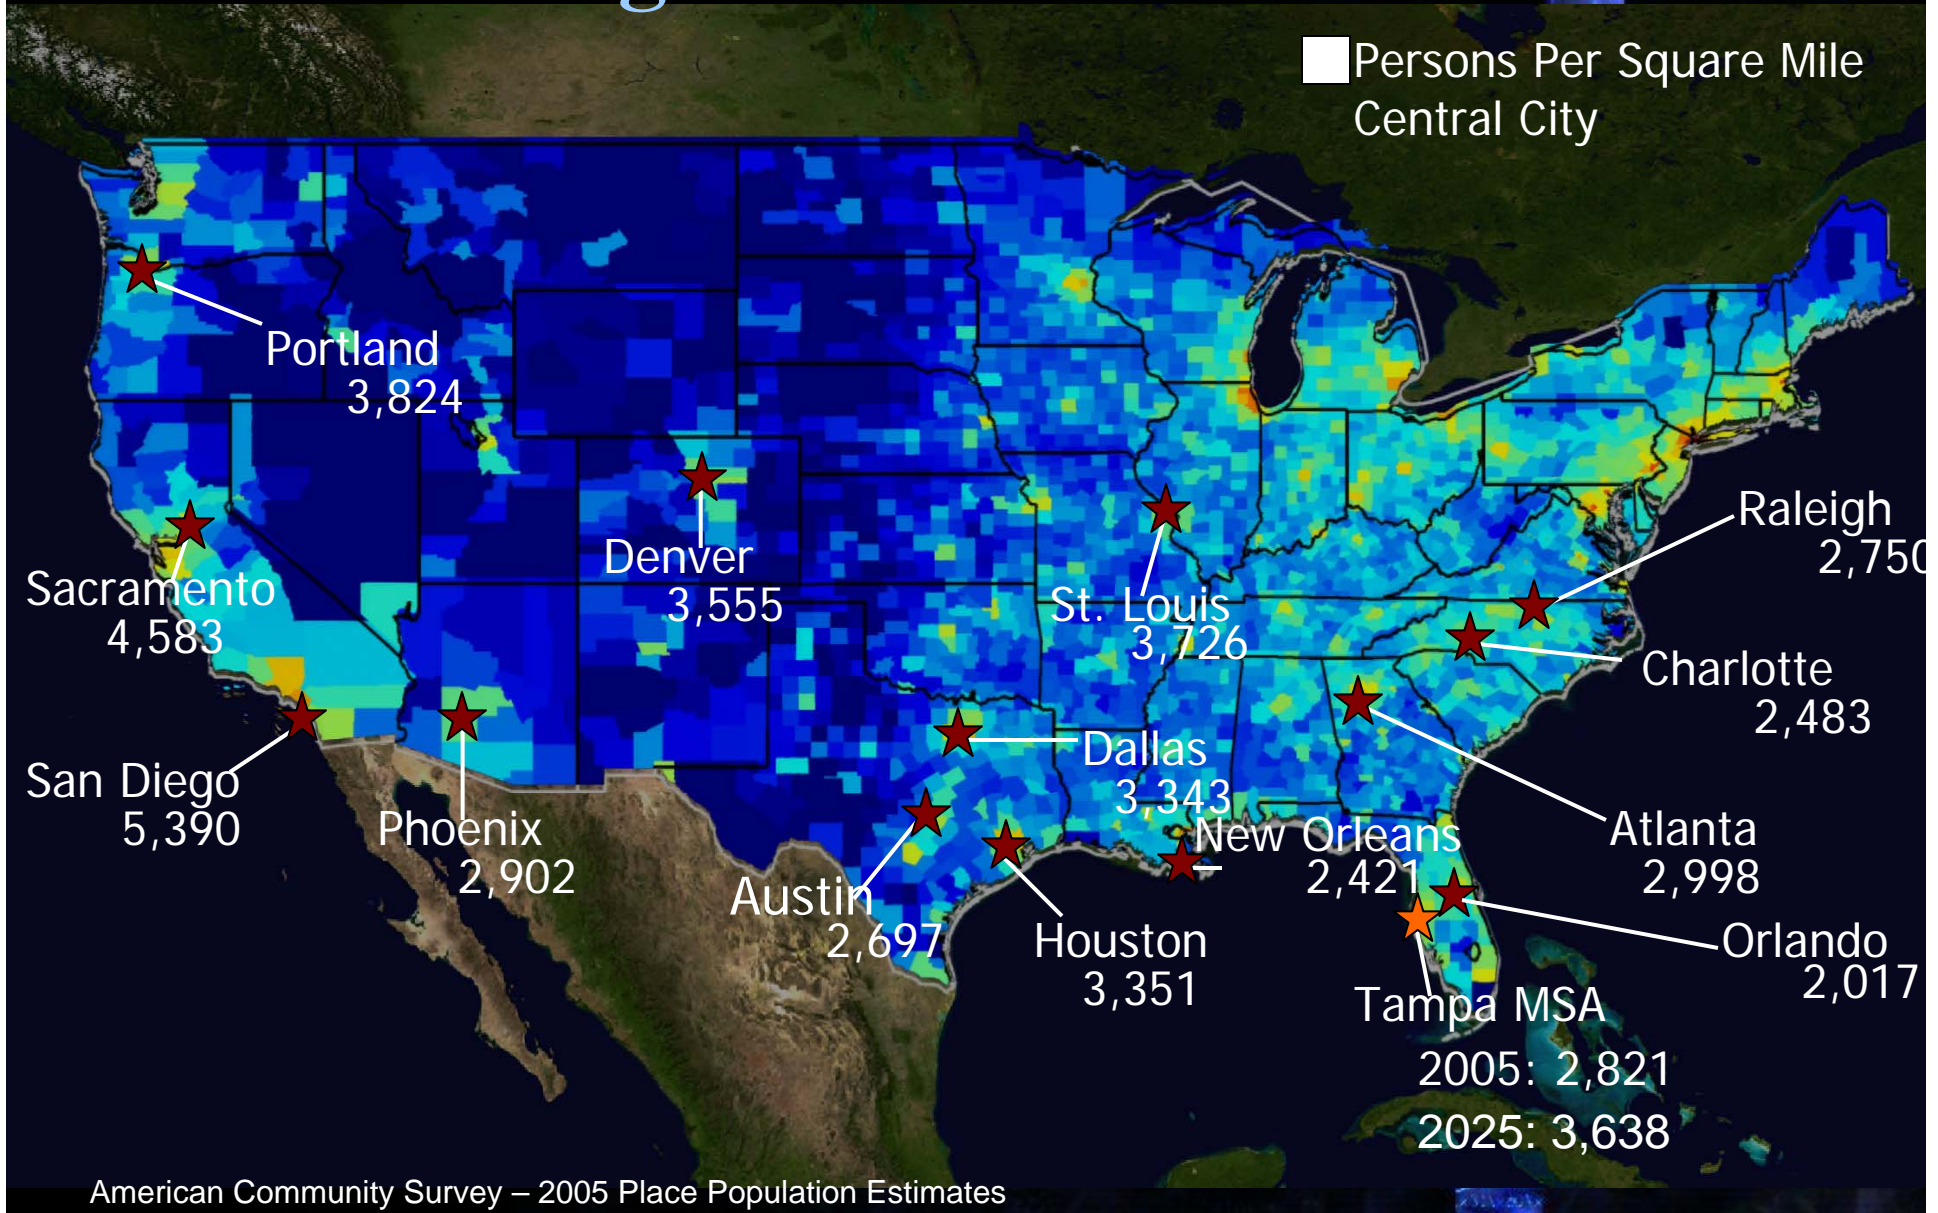 Persons Per Square Mile
Central City
Portland
3,824
Sacramento
4,583
San Diego
5,390
Phoenix
2,902
Denver
3,555
St. Louis
3,726
Raleigh
2,750
Charlotte
2,483
Dallas
3,343
New Orleans
2,421
Atlanta
2,998
Austin
2,697
Houston
3,351
Orlando
2,017
Tampa MSA
2005: 2,821
2025: 3,638
American Community Survey – 2005 Place Population Estimates